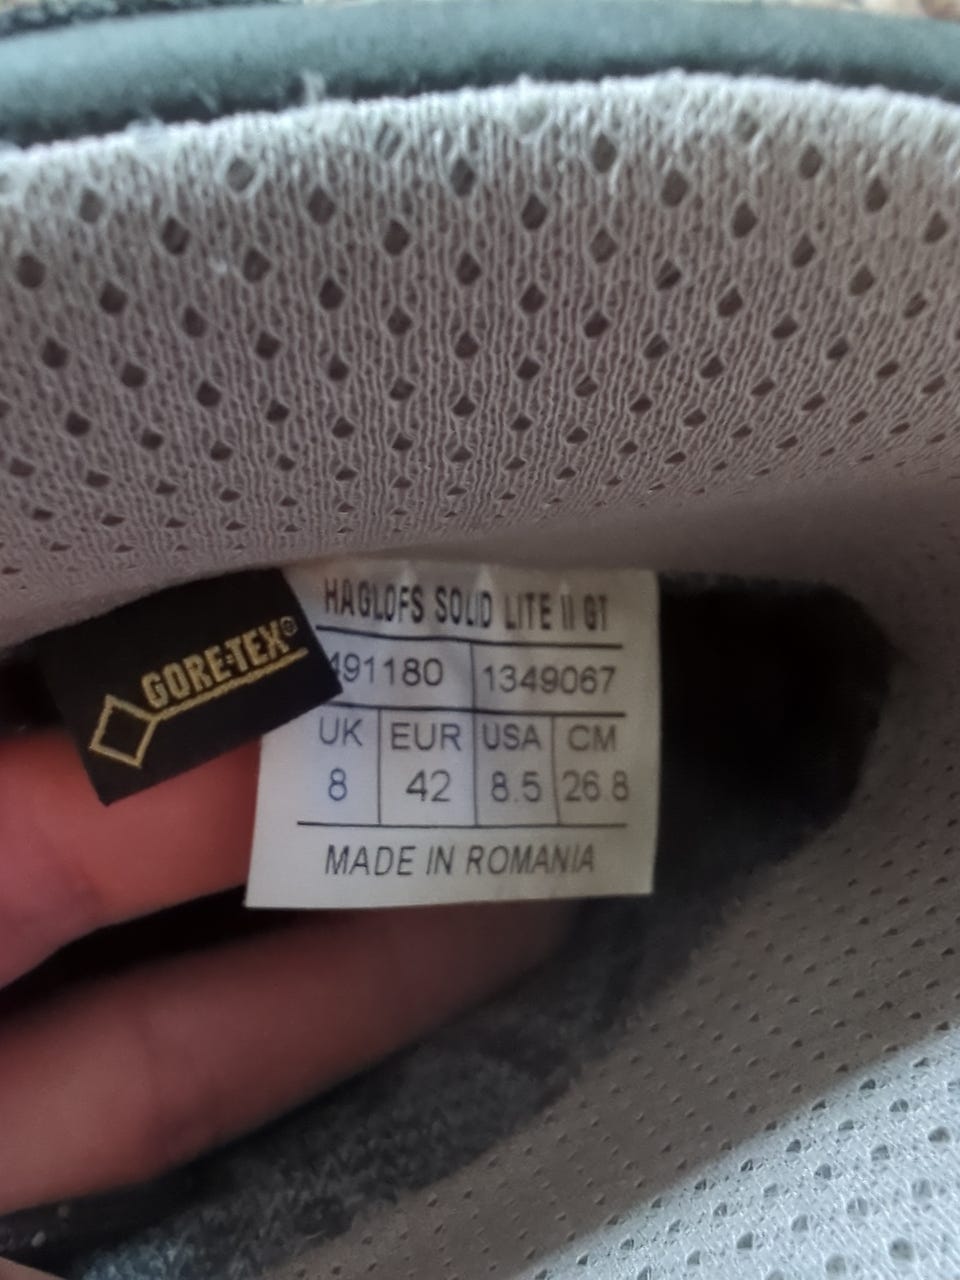 HAGLOFS SOLID LITE II GT
491180 1349067
UK EUR USA CM
8 42 8.5 26.8
MADE IN ROMANIA
GORE-TEX®